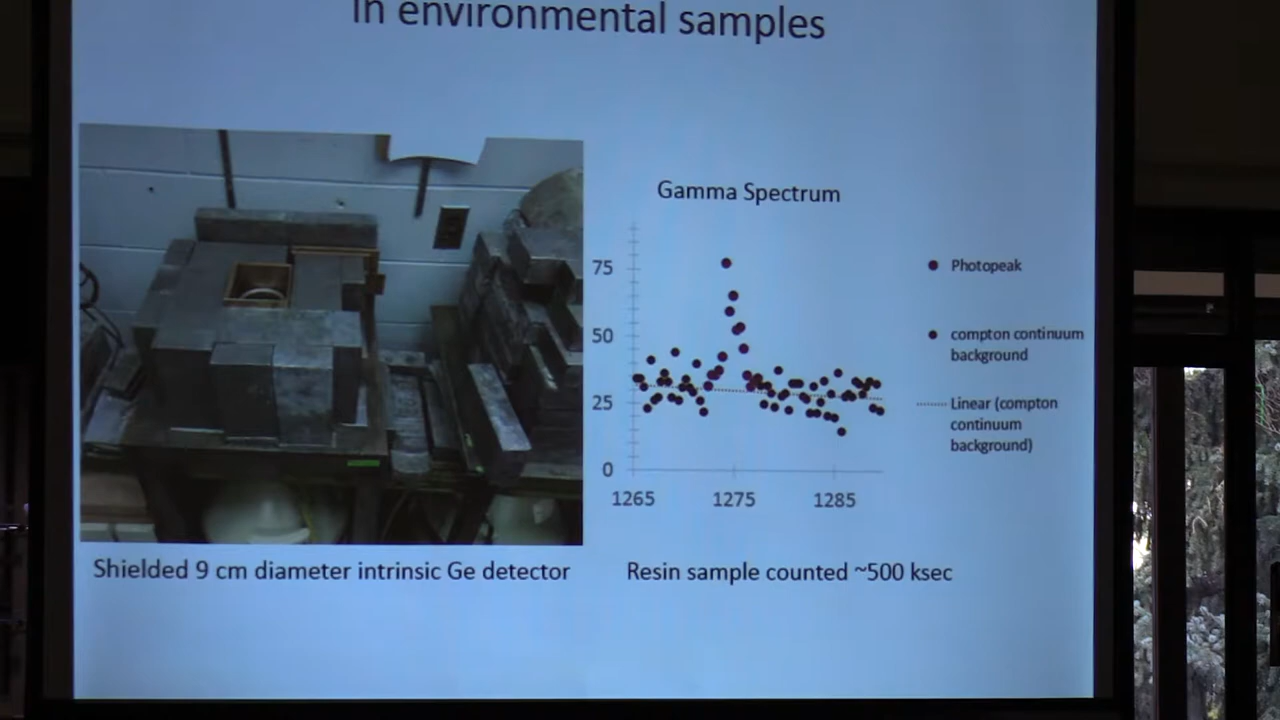 in environmental samples
Gamma Spectrum
75
50
25
0
1265
1275
1285
Photopeak
compton continuum
background
Linear (compton
continuum
background)
Shielded 9 cm diameter intrinsic Ge detector
Resin sample counted ~500 ksec